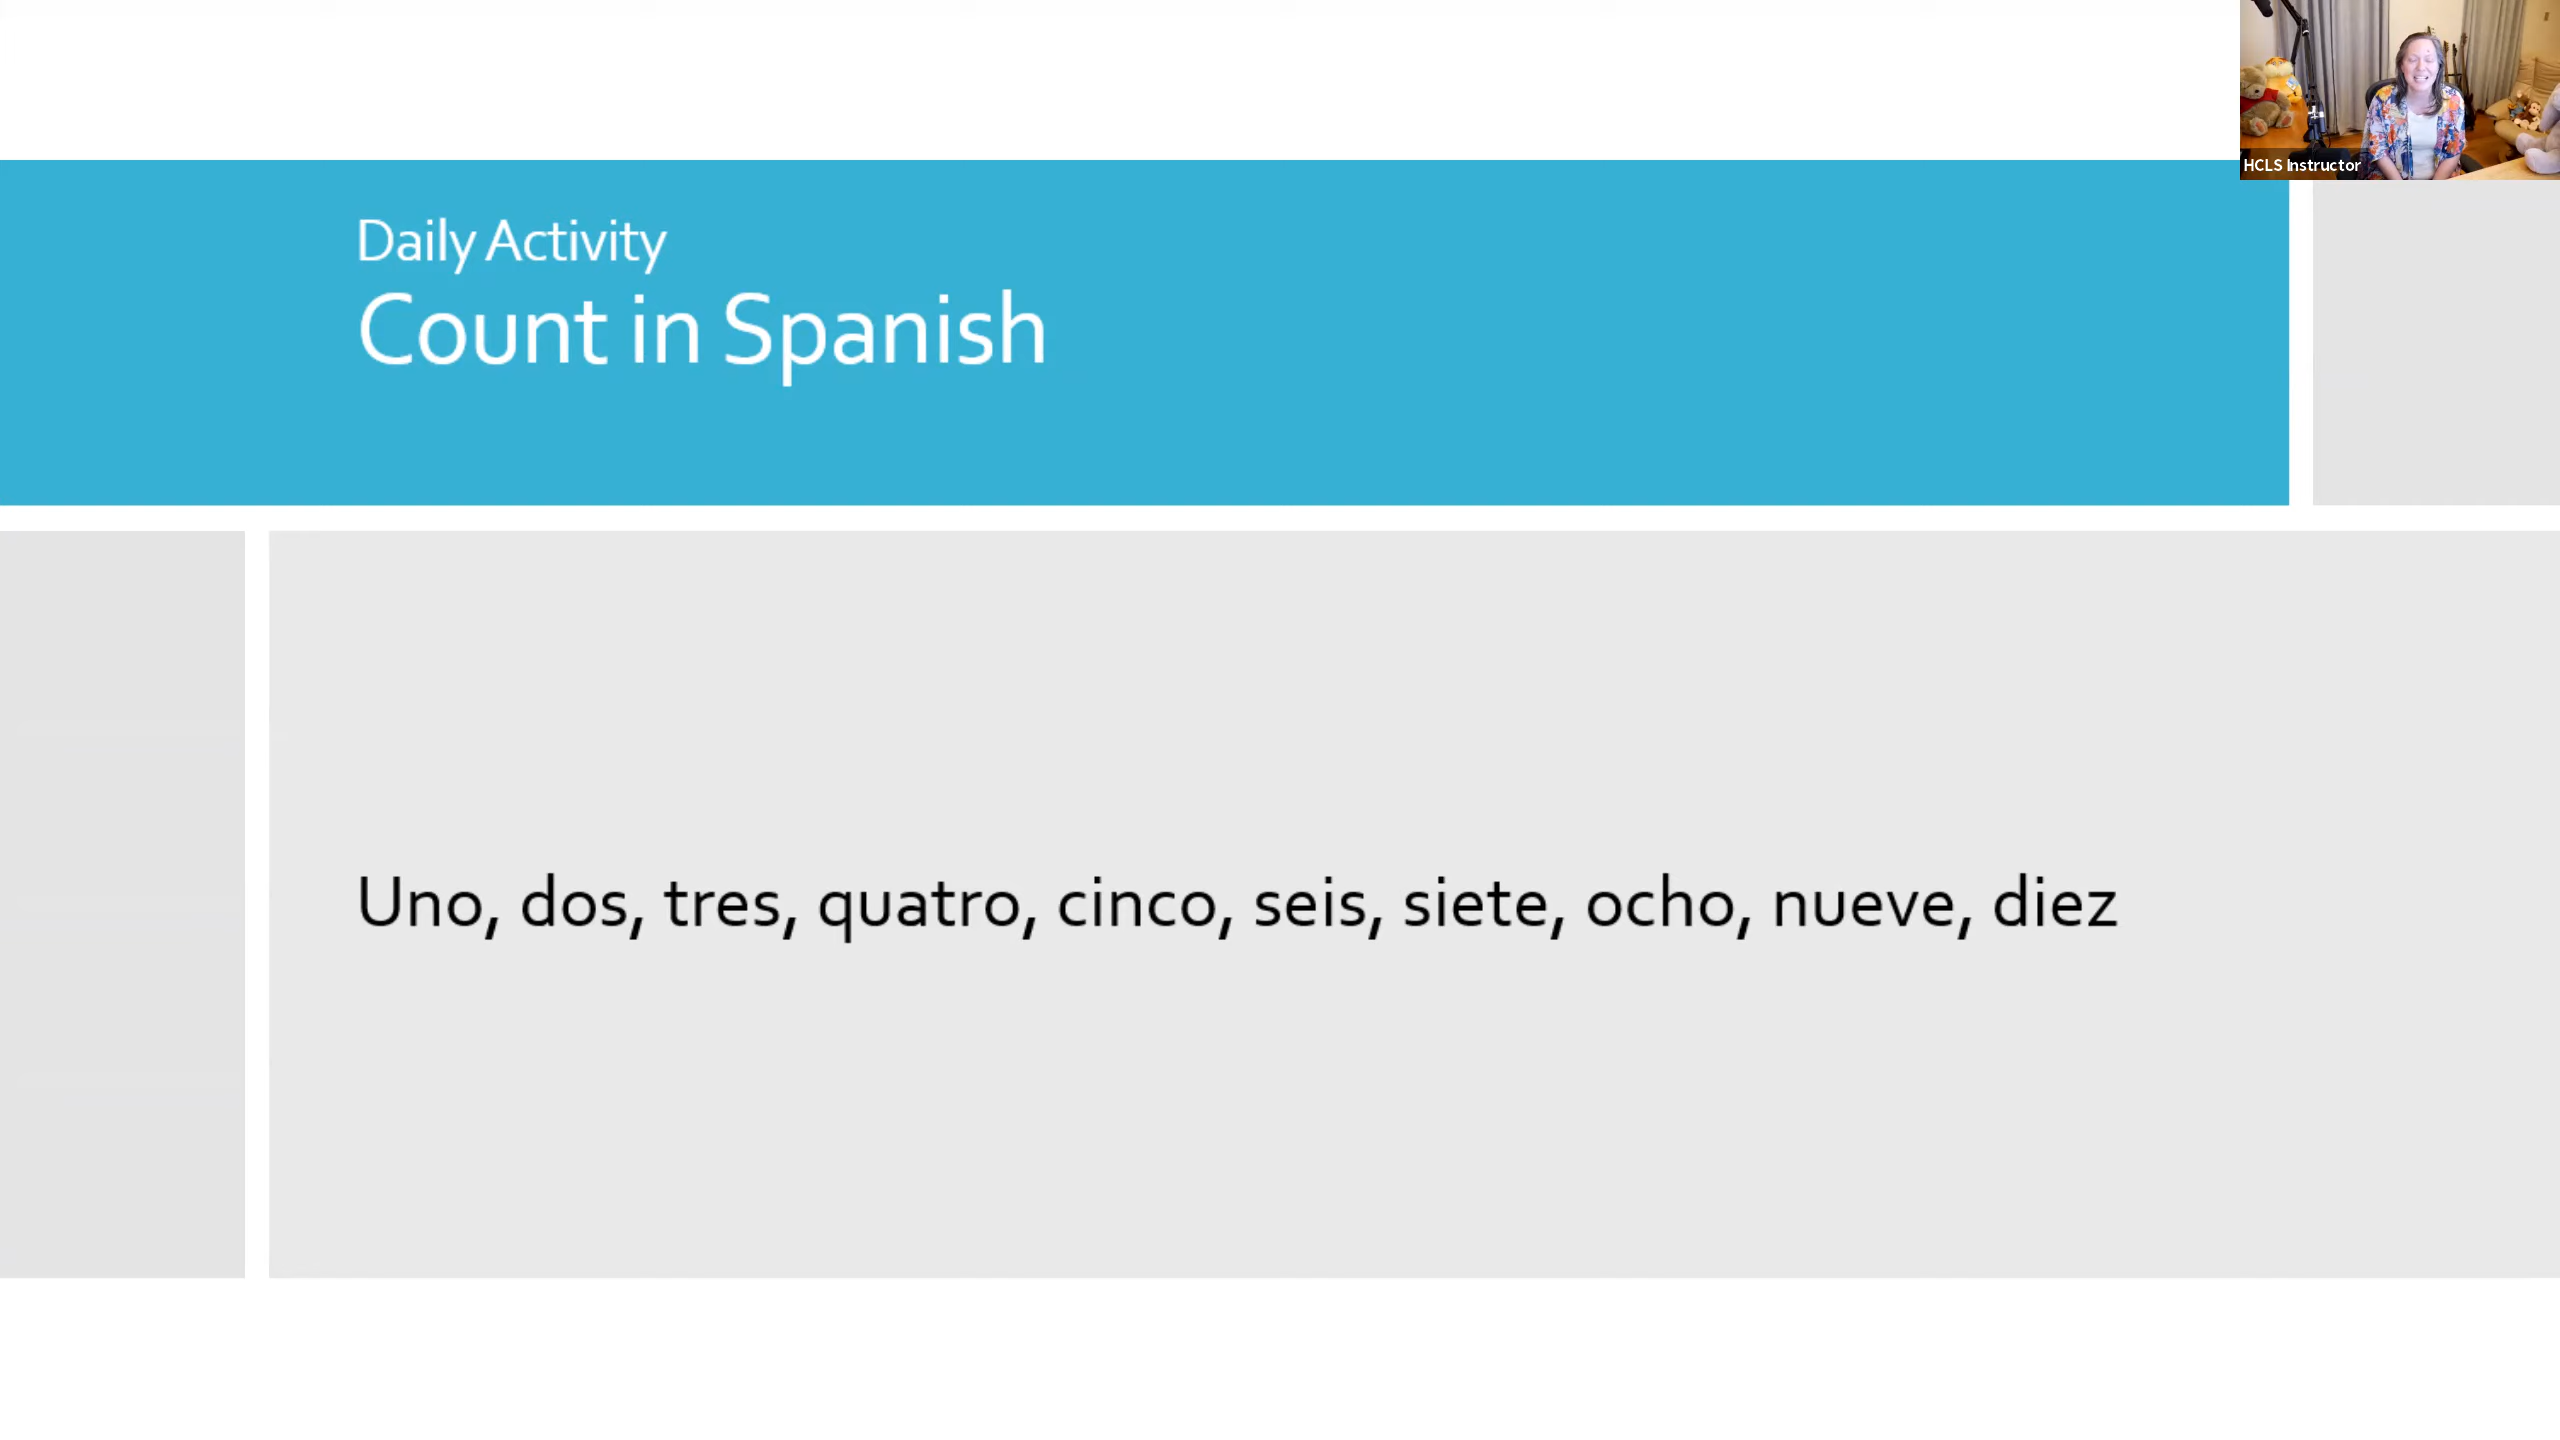 HCLS Instructor
Daily Activity
Count in Spanish
Uno, dos, tres, quatro, cinco, seis, siete, ocho, nueve, diez